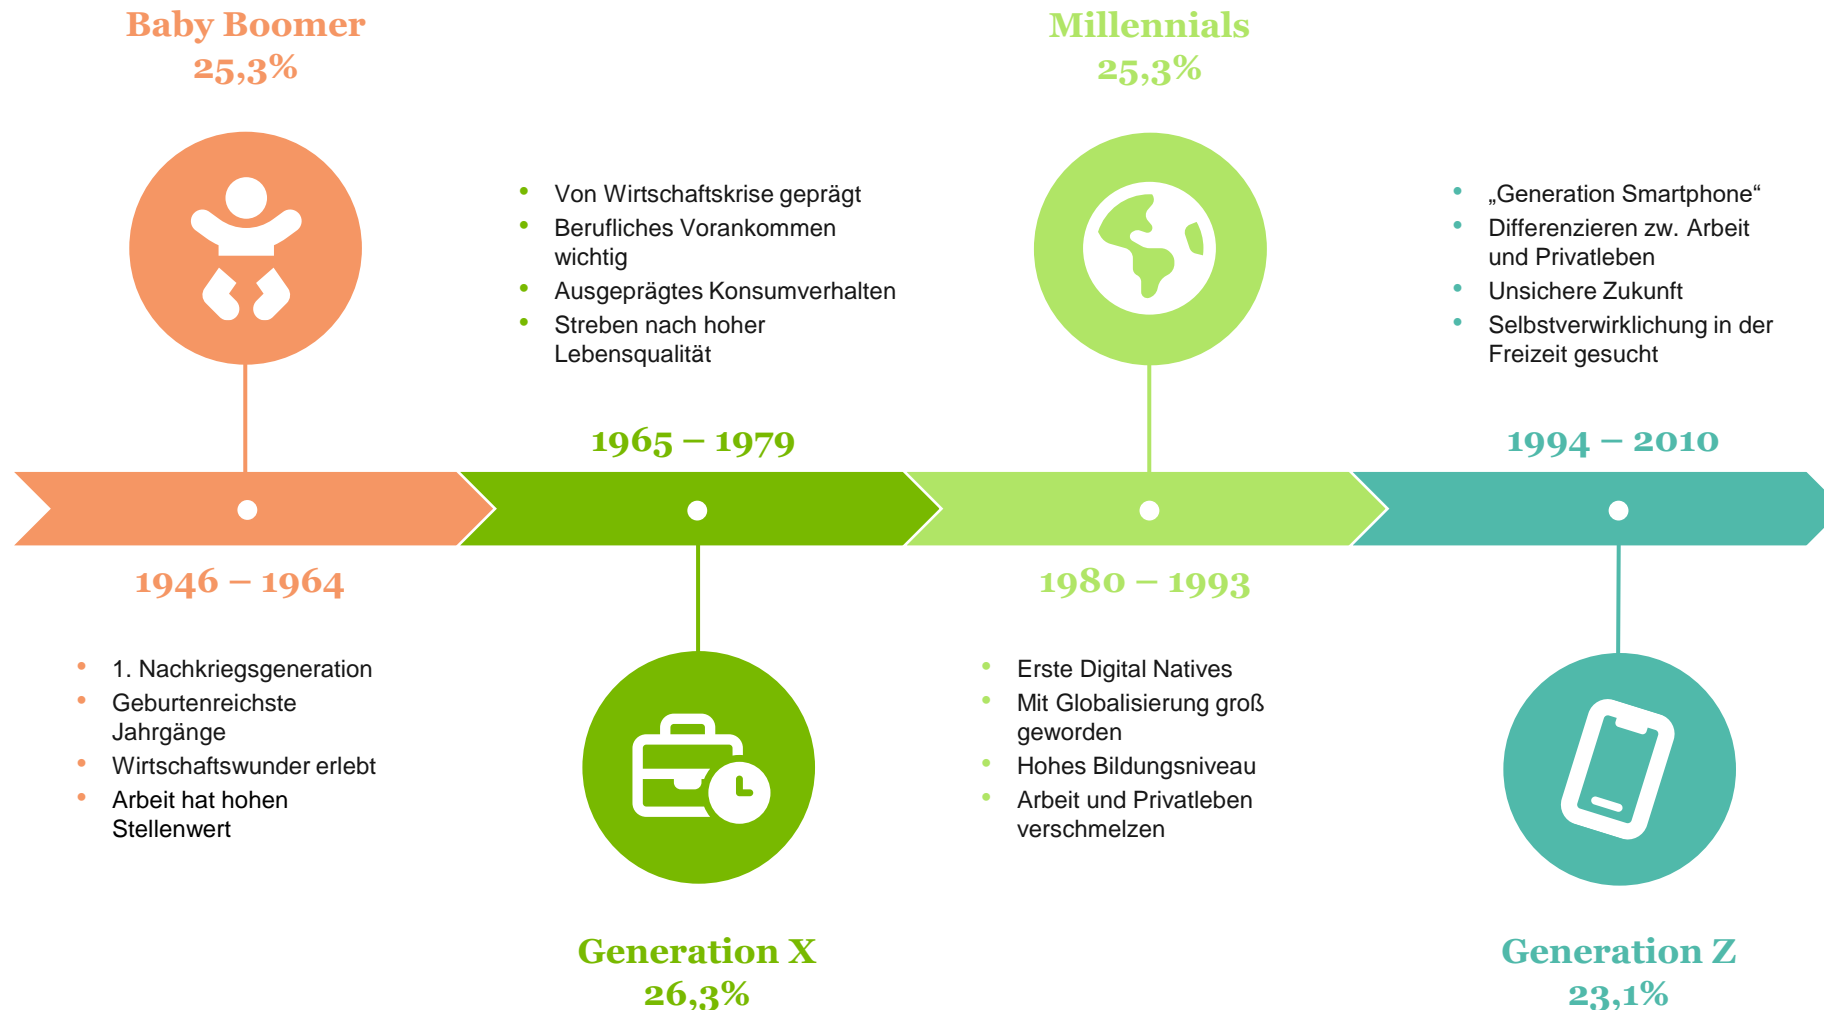 Baby Boomer
25,3%
1946 – 1964
• 1. Nachkriegsgeneration
• Geburtenreichste
Jahrgänge
• Wirtschaftswunder erlebt
• Arbeit hat hohen
Stellenwert
• Von Wirtschaftskrise geprägt
• Berufliches Vorankommen
wichtig
• Ausgeprägtes Konsumverhalten
• Streben nach hoher
Lebensqualität
1965 – 1979
Generation X
26,3%
Millennials
25,3%
1980 – 1993
• Erste Digital Natives
• Mit Globalisierung groß
geworden
• Hohes Bildungsniveau
• Arbeit und Privatleben
verschmelzen
• „Generation Smartphone“
• Differenzieren zw. Arbeit
und Privatleben
• Unsichere Zukunft
• Selbstverwirklichung in der
Freizeit gesucht
1994 – 2010
Generation Z
23,1%